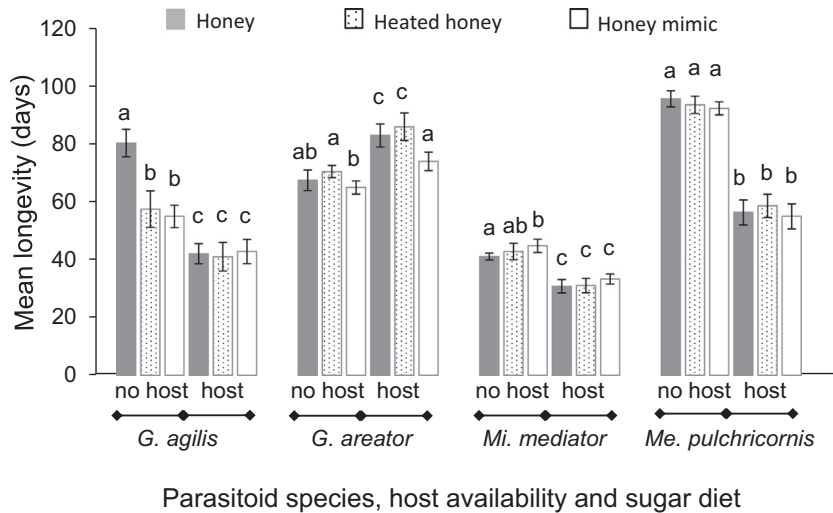 Honey Heated honey Honey mimic
120
100
80
60
40
20
0
Mean longevity (days)
a b b c c c
ab a b c c a
a ab b c c c
a a a b b b
no host host no host host no host host no host host
G. agilis G. areator Mi. mediator Me. pulchricornis
Parasitoid species, host availability and sugar diet